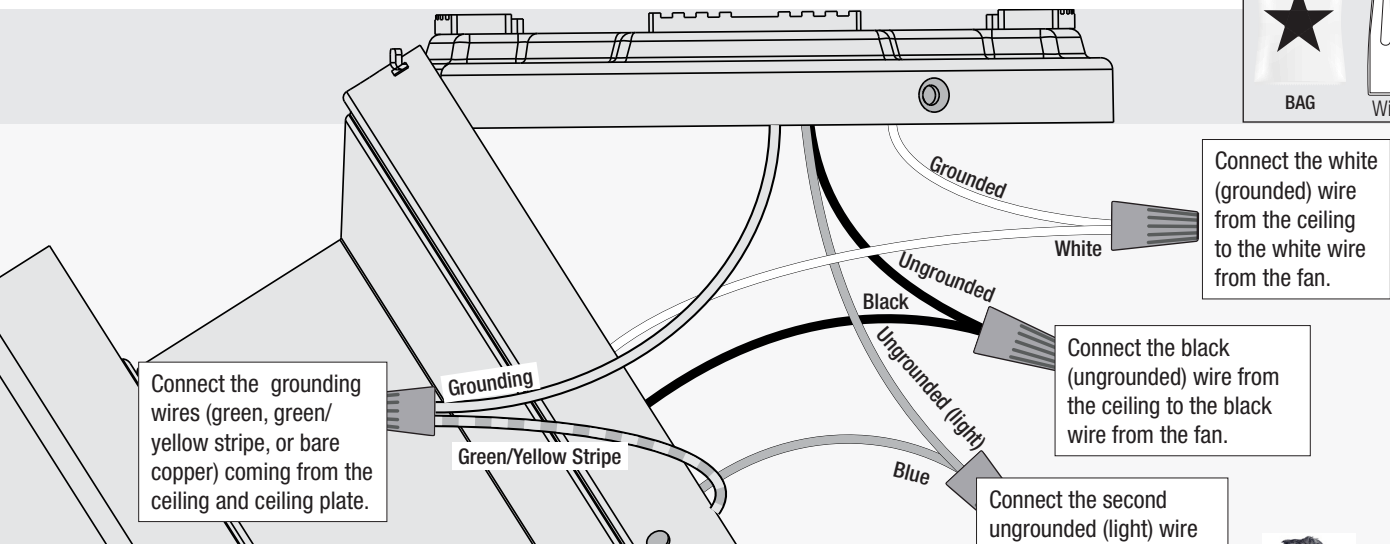 BAG
Grounded
White
Connect the white
(grounded) wire
from the ceiling
to the white wire
from the fan.
Ungrounded
Black
Connect the black
(ungrounded) wire from
the ceiling to the black
wire from the fan.
Grounding
Green/Yellow Stripe
Connect the grounding
wires (green, green/
yellow stripe, or bare
copper) coming from the
ceiling and ceiling plate.
Ungrounded (light)
Blue
Connect the second
ungrounded (light) wire